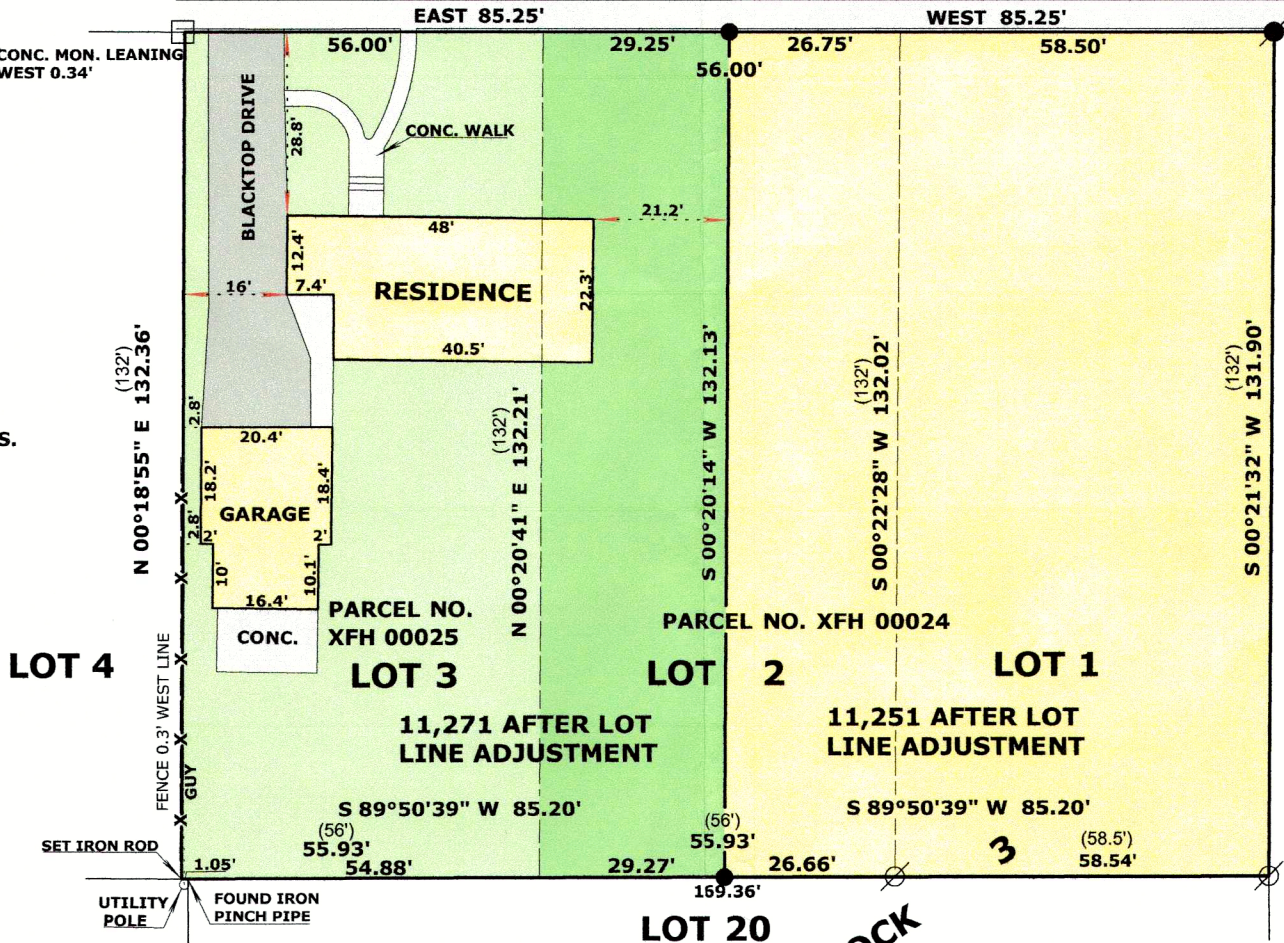 EAST 85.25'
WEST 85.25'
CONC. MON. LEANING
WEST 0.34'
56.00'
29.25'
26.75'
58.50'
56.00'
BLACKTOP DRIVE
28.8'
CONC. WALK
21.2'
48'
12.4'
7.4'
16'
RESIDENCE
22.3'
40.5'
N 00°18'55" E 132.36'
(132')
2.8'
20.4'
S.
18.2'
18.4'
GARAGE
2.8'
2'
2'
10'
10.1'
16.4'
CONC.
N 00°20'41" E 132.21'
(132')
S 00°20'14" W 132.13'
S 00°22'28" W 132.02'
(132')
S 00°21'32" W 131.90'
(132')
PARCEL NO.
XFH 00025
PARCEL NO. XFH 00024
LOT 4
LOT 3
LOT 2
LOT 1
FENCE 0.3' WEST LINE
GUY
11,271 AFTER LOT
LINE ADJUSTMENT
11,251 AFTER LOT
LINE ADJUSTMENT
S 89°50'39" W 85.20'
S 89°50'39" W 85.20'
(56')
55.93'
(56')
55.93'
3
(58.5')
58.54'
SET IRON ROD
1.05'
54.88'
29.27'
26.66'
169.36'
UTILITY
POLE
FOUND IRON
PINCH PIPE
LOT 20
OCK